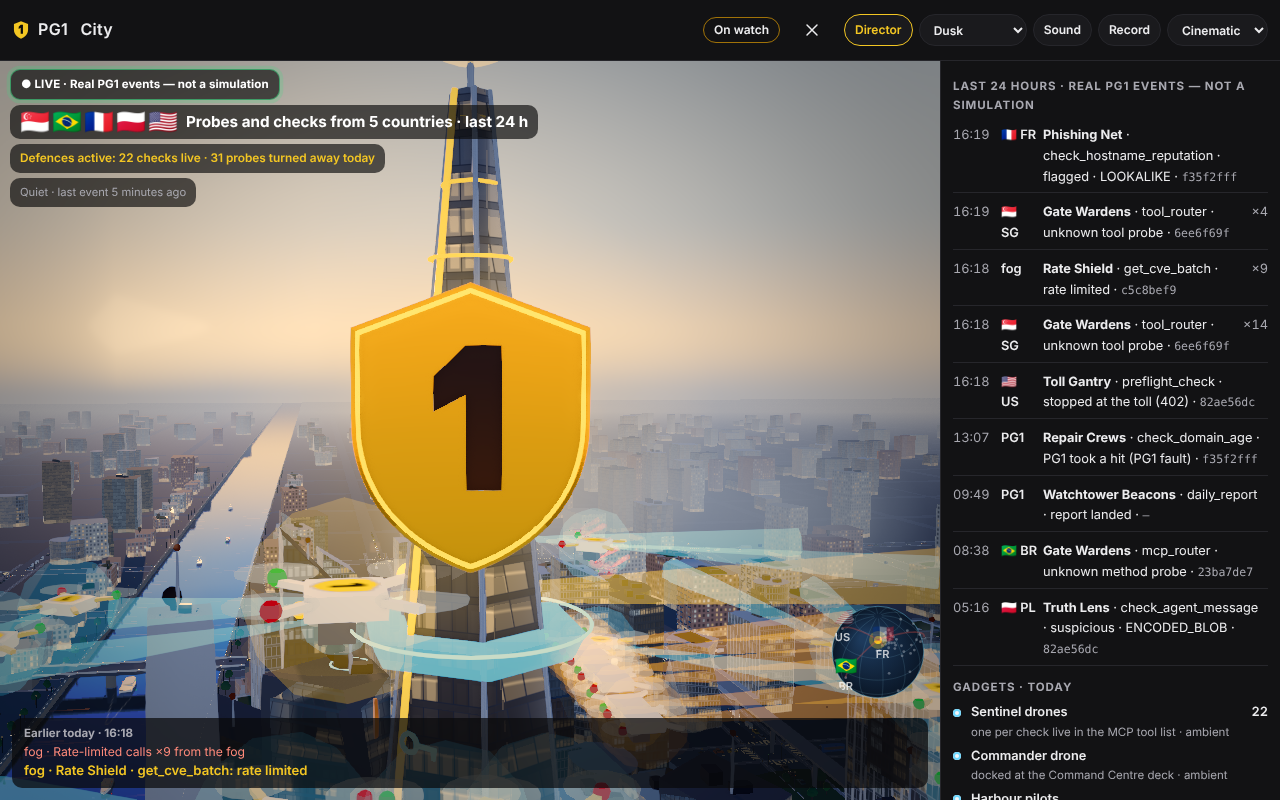 1 PG1 City
On watch
Director
Dusk
Sound
Record
Cinematic
● LIVE · Real PG1 events — not a simulation
🇸🇬🇧🇷🇫🇷🇵🇱🇺🇸 Probes and checks from 5 countries · last 24 h
Defences active: 22 checks live · 31 probes turned away today
Quiet · last event 5 minutes ago
1
US
FR
BR
Earlier today · 16:18
fog · Rate-limited calls ×9 from the fog
fog · Rate Shield · get_cve_batch: rate limited
LAST 24 HOURS · REAL PG1 EVENTS — NOT A
SIMULATION
16:19 🇫🇷 FR Phishing Net ·
check_hostname_reputation ·
flagged · LOOKALIKE · f35f2fff
16:19 🇸🇬 SG Gate Wardens · tool_router · ×4
unknown tool probe · 6ee6f69f
16:18 fog Rate Shield · get_cve_batch · ×9
rate limited · c5c8bef9
16:18 🇸🇬 SG Gate Wardens · tool_router · ×14
unknown tool probe · 6ee6f69f
16:18 🇺🇸 US Toll Gantry · preflight_check ·
stopped at the toll (402) · 82ae56dc
13:07 PG1 Repair Crews · check_domain_age ·
PG1 took a hit (PG1 fault) · f35f2fff
09:49 PG1 Watchtower Beacons · daily_report
· report landed · —
08:38 🇧🇷 BR Gate Wardens · mcp_router ·
unknown method probe · 23ba7de7
05:16 🇵🇱 PL Truth Lens · check_agent_message
· suspicious · ENCODED_BLOB ·
82ae56dc
GADGETS · TODAY
Sentinel drones 22
one per check live in the MCP tool list · ambient
Commander drone
docked at the Command Centre deck · ambient
Harbour pilots